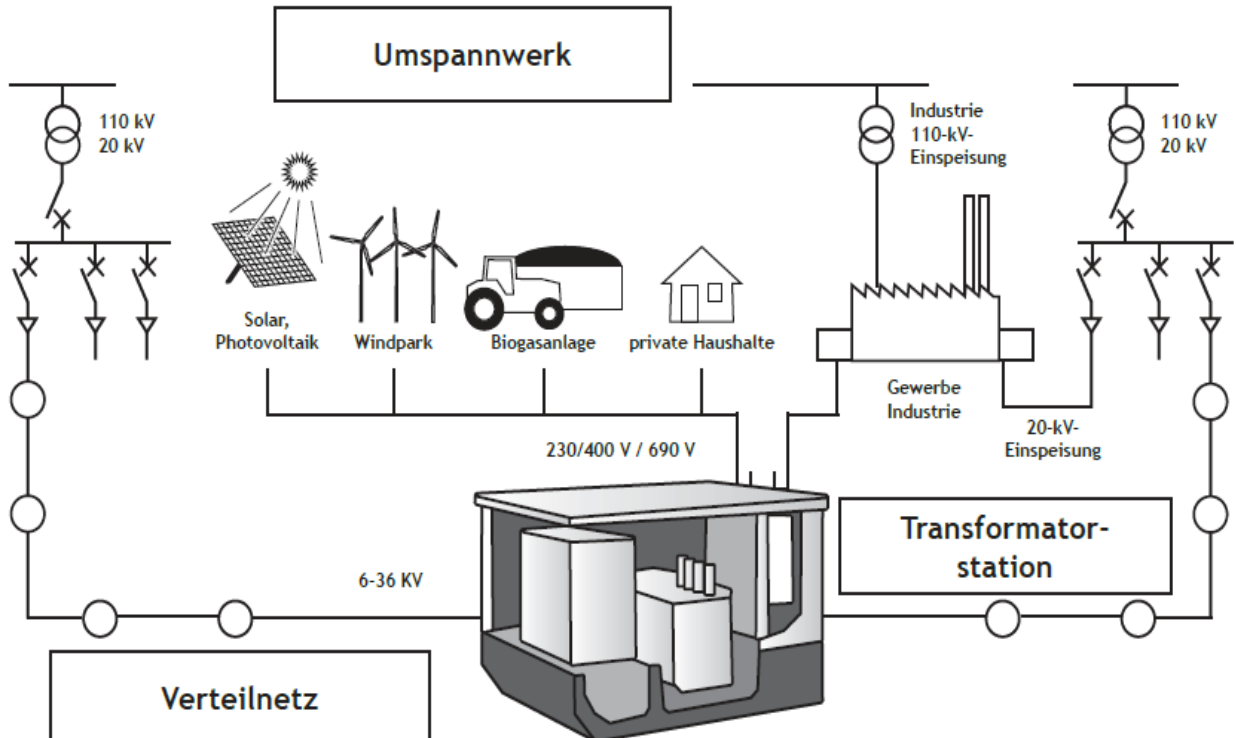 Umspannwerk
110 kV
20 kV
Industrie
110-kV-
Einspeisung
110 kV
20 kV
Solar,
Photovoltaik
Windpark
Biogasanlage
private Haushalte
Gewerbe
Industrie
20-kV-
Einspeisung
230/400 V / 690 V
Transformator-
station
6-36 KV
Verteilnetz